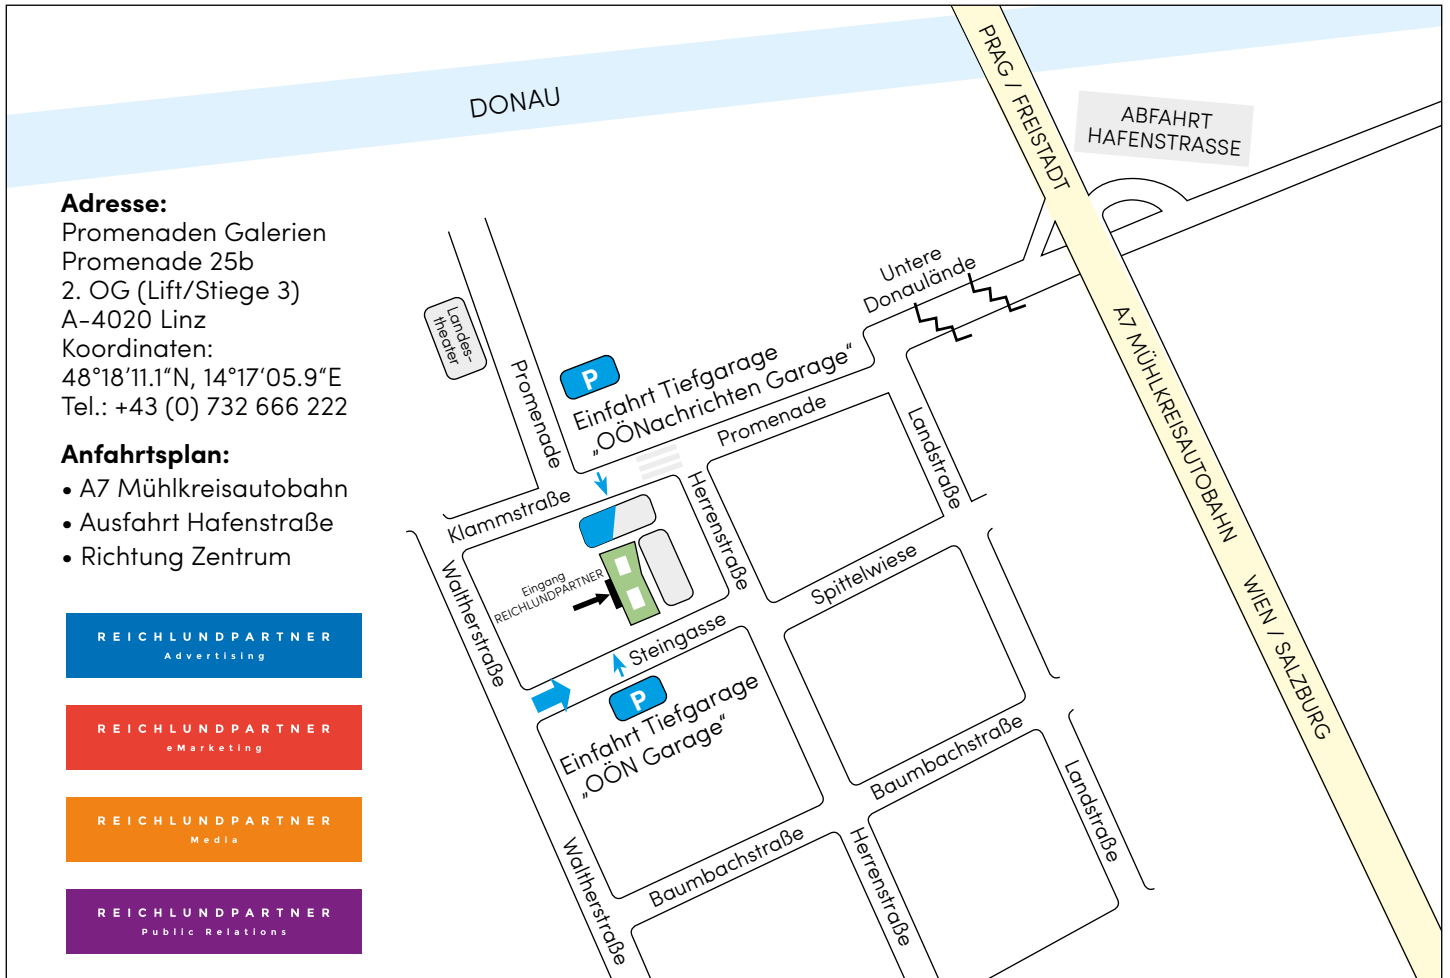 DONAU
PRAG / FREISTADT
ABFAHRT
HAFENSTRASSE
Adresse:
Promenaden Galerien
Promenade 25b
2. OG (Lift/Stiege 3)
A-4020 Linz
Koordinaten:
48°18'11.1“N, 14°17'05.9“E
Tel.: +43 (0) 732 666 222
Anfahrtsplan:
• A7 Mühlkreisautobahn
• Ausfahrt Hafenstraße
• Richtung Zentrum
REICHLUNDPARTNER
Advertising
REICHLUNDPARTNER
eMarketing
REICHLUNDPARTNER
Media
REICHLUNDPARTNER
Public Relations
Landes-
theater
Promenade
P
Einfahrt Tiefgarage
„OÖNachrichten Garage“
Untere
Donaulände
Promenade
Landstraße
A7 MÜHLKREISAUTOBAHN
WIEN / SALZBURG
Klammstraße
Herrenstraße
Waltherstraße
Eingang
REICHLUNDPARTNER
Spittelwiese
Steingasse
P
Einfahrt Tiefgarage
„OÖN Garage“
Baumbachstraße
Landstraße
Baumbachstraße
Herrenstraße
Waltherstraße